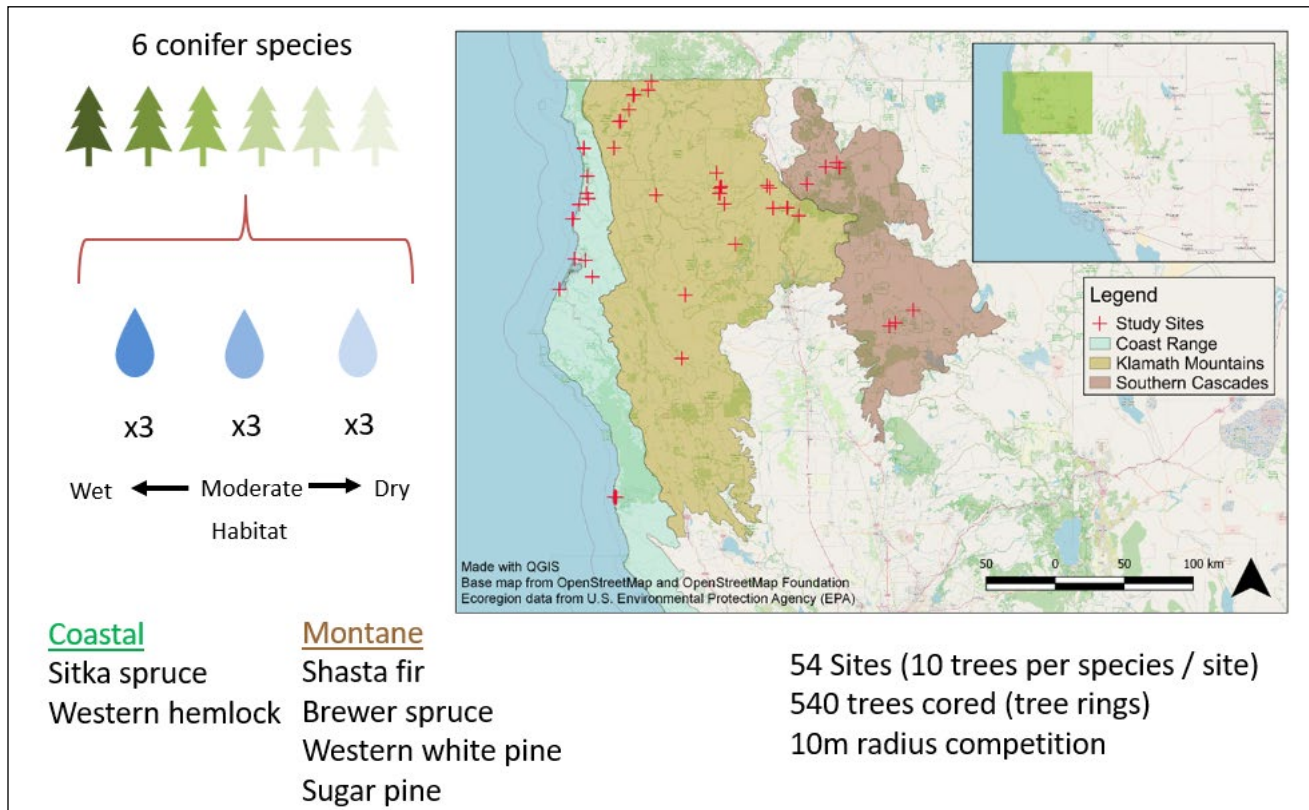 6 conifer species
x3 x3 x3
Wet Moderate Dry
Habitat
Legend
Study Sites
Coast Range
Klamath Mountains
Southern Cascades
Made with QGIS
Base map from OpenStreetMap and OpenStreetMap Foundation
Ecoregion data from U.S. Environmental Protection Agency (EPA)
50 0 50 100 km
Coastal
Sitka spruce
Western hemlock
Montane
Shasta fir
Brewer spruce
Western white pine
Sugar pine
54 Sites (10 trees per species / site)
540 trees cored (tree rings)
10m radius competition